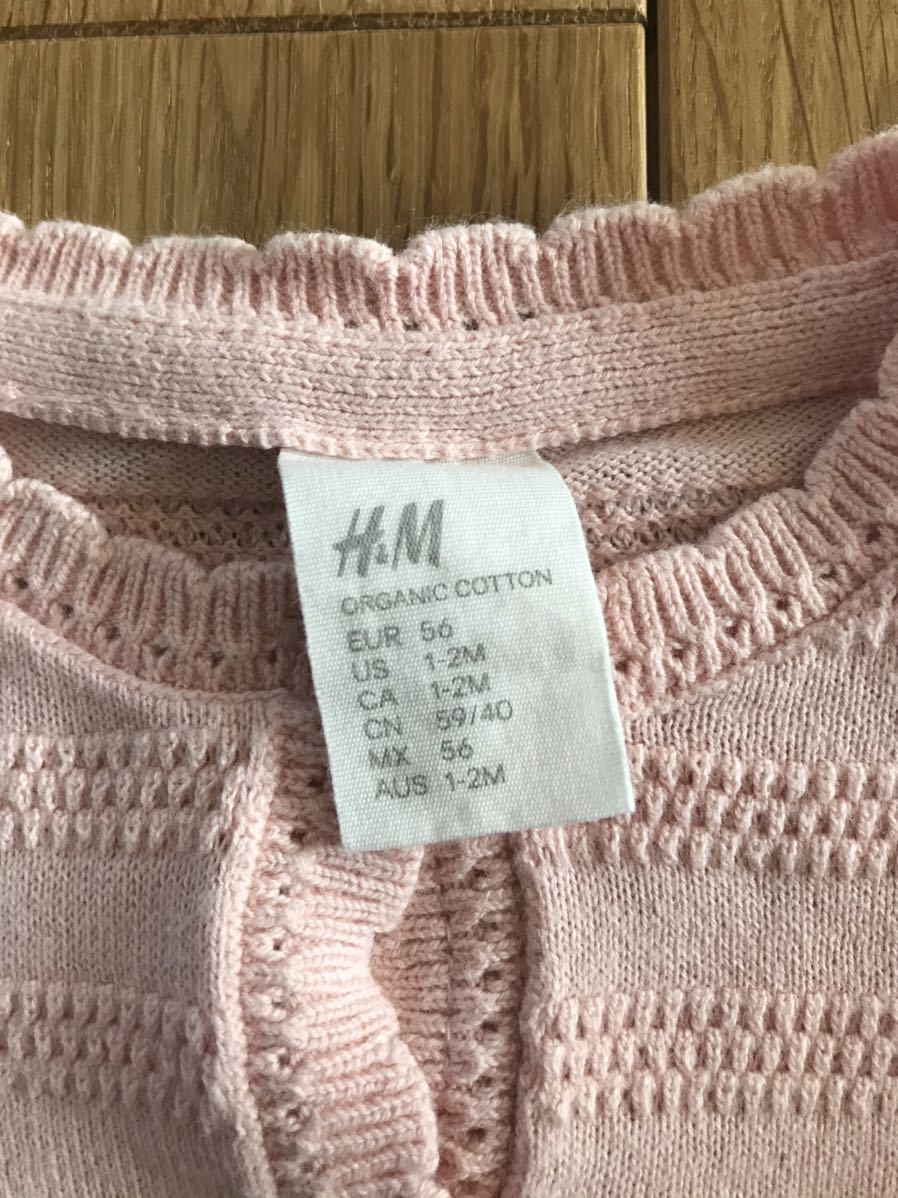 H&M
ORGANIC COTTON
EUR 56
US 1-2M
CA 1-2M
CN 59/40
MX 56
AUS 1-2M